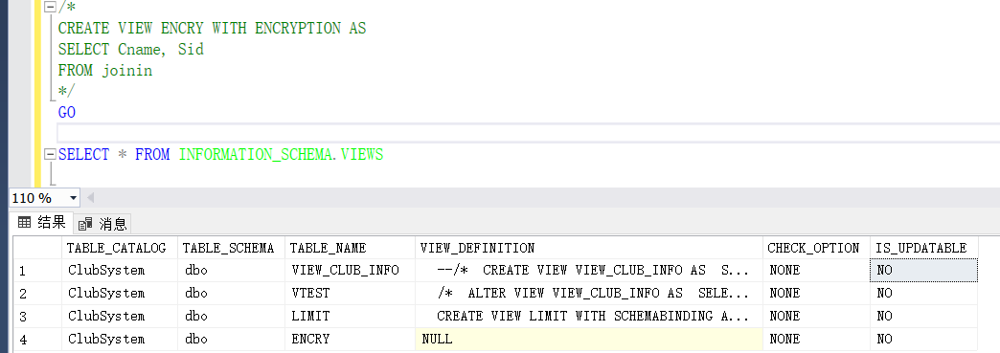 /*
CREATE VIEW ENCRY WITH ENCRYPTION AS
SELECT Cname, Sid
FROM joinin
*/
GO
SELECT * FROM INFORMATION_SCHEMA.VIEWS
110 %
结果 消息
TABLE_CATALOG TABLE_SCHEMA TABLE_NAME VIEW_DEFINITION CHECK_OPTION IS_UPDATABLE
1 ClubSystem dbo VIEW_CLUB_INFO --/* CREATE VIEW VIEW_CLUB_INFO AS S... NONE NO
2 ClubSystem dbo VTEST /* ALTER VIEW VIEW_CLUB_INFO AS SELE... NONE NO
3 ClubSystem dbo LIMIT CREATE VIEW LIMIT WITH SCHEMABINDING A... NONE NO
4 ClubSystem dbo ENCRY NULL NONE NO